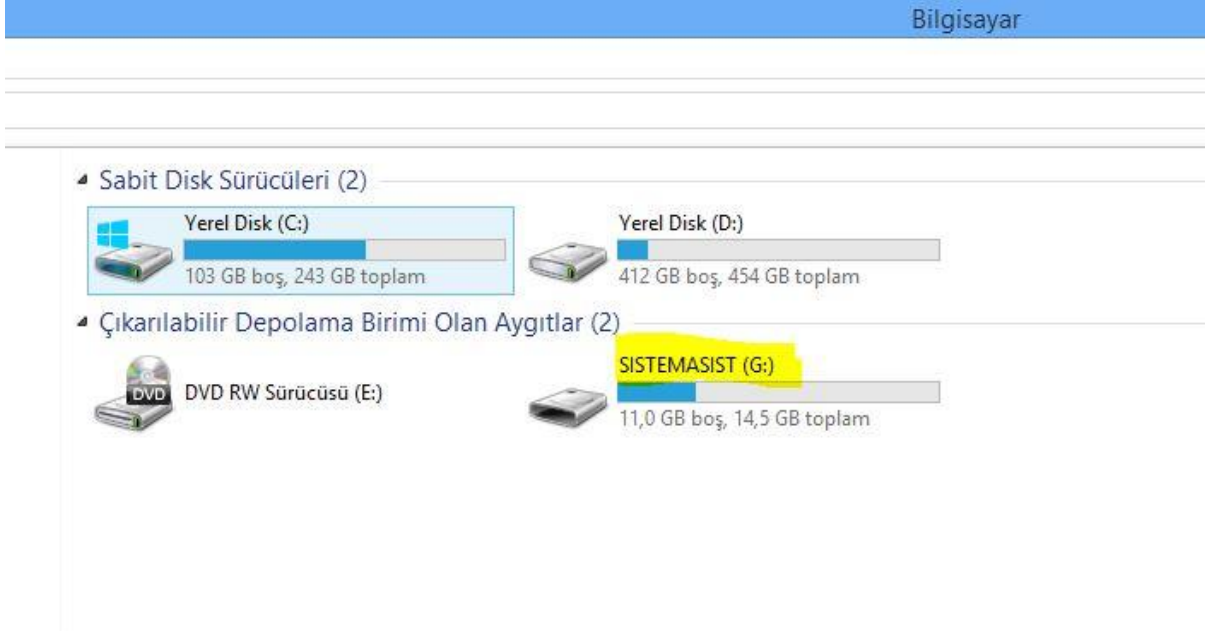 Bilgisayar
Sabit Disk Sürücüleri (2)
Yerel Disk (C:)
103 GB boş, 243 GB toplam
Yerel Disk (D:)
412 GB boş, 454 GB toplam
Çıkarılabilir Depolama Birimi Olan Aygıtlar (2)
DVD
DVD RW Sürücüsü (E:)
SISTEMASIST (G:)
11,0 GB boş, 14,5 GB toplam